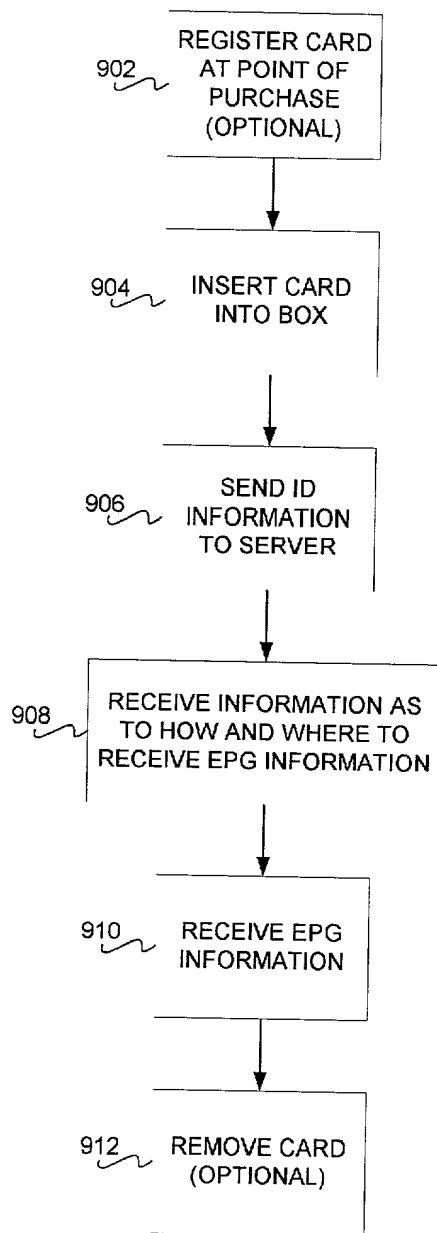 902
REGISTER CARD
AT POINT OF
PURCHASE
(OPTIONAL)
904
INSERT CARD
INTO BOX
906
SEND ID
INFORMATION
TO SERVER
908
RECEIVE INFORMATION AS
TO HOW AND WHERE TO
RECEIVE EPG INFORMATION
910
RECEIVE EPG
INFORMATION
912
REMOVE CARD
(OPTIONAL)